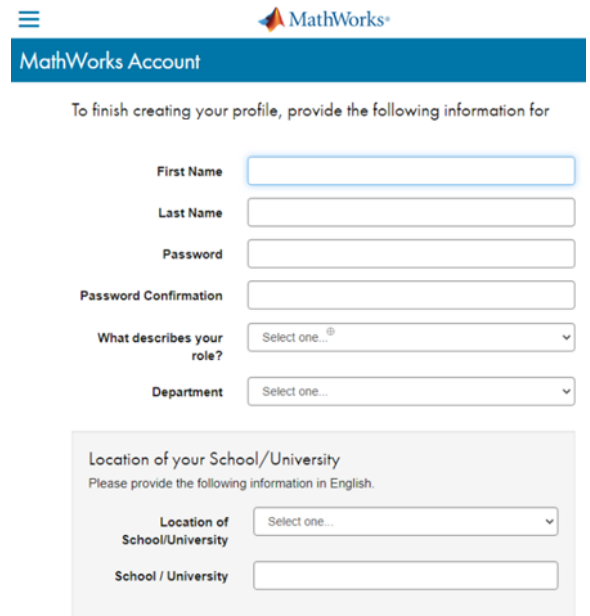 MathWorks®
MathWorks Account
To finish creating your profile, provide the following information for
First Name
Last Name
Password
Password Confirmation
What describes your
role?
Select one...
Department
Select one...
Location of your School/University
Please provide the following information in English.
Location of
School/University
Select one...
School / University